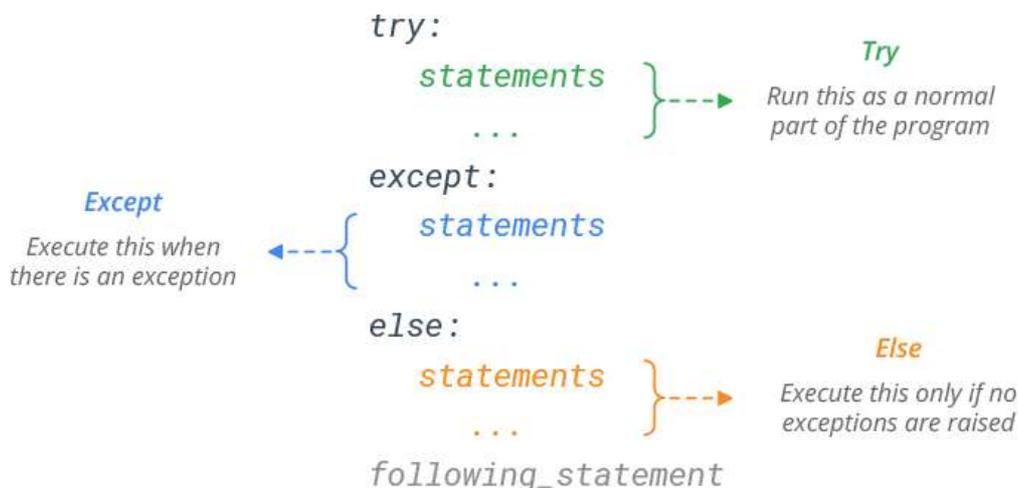 try:
statements
...
Try
Run this as a normal
part of the program
except:
statements
...
Except
Execute this when
there is an exception
else:
statements
...
Else
Execute this only if no
exceptions are raised
following_statement